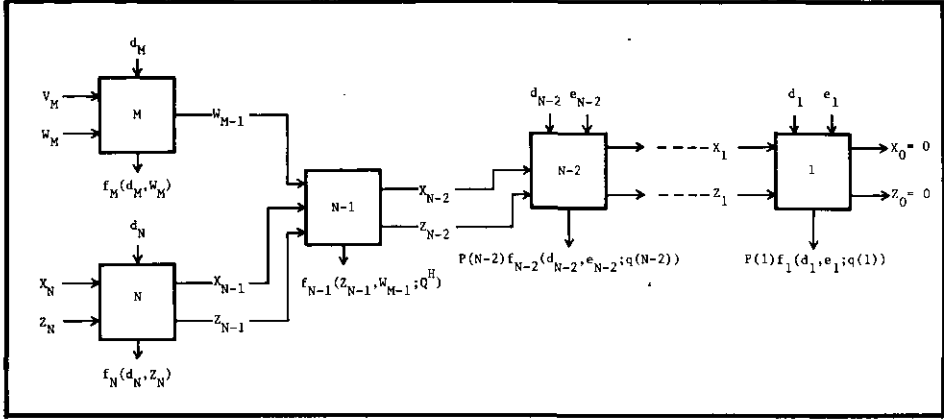 d_M
V_M
M
W_{M-1}
W_M
f_M(d_M,W_M)
d_{N-2} e_{N-2}
d_1 e_1
N-2
X_1
1
X_0= 0
Z_1
Z_0= 0
N-1
X_{N-2}
Z_{N-2}
d_N
X_N
N
X_{N-1}
Z_N
Z_{N-1}
f_{N-1}(Z_{N-1},W_{M-1};Q^H)
P(N-2)f_{N-2}(d_{N-2},e_{N-2};q(N-2))
P(1)f_1(d_1,e_1;q(1))
f_N(d_N,Z_N)